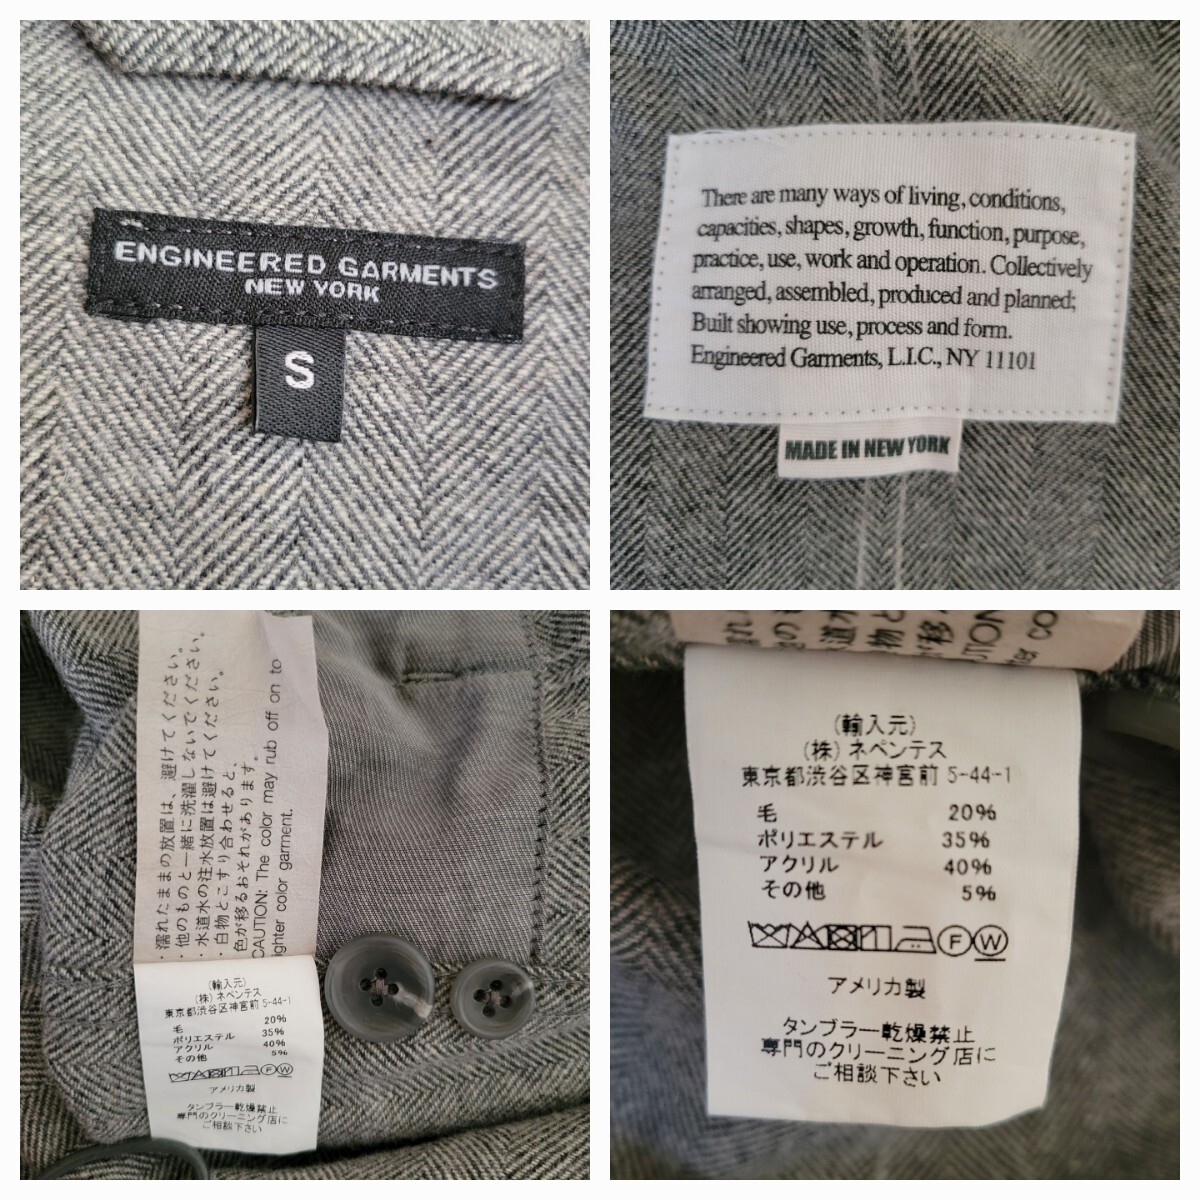 ENGINEERED GARMENTS
NEW YORK
S
There are many ways of living, conditions,
capacities, shapes, growth, function, purpose,
practice, use, work and operation. Collectively
arranged, assembled, produced and planned;
Built showing use, process and form.
Engineered Garments, L.I.C., NY 11101
MADE IN NEW YORK
・濡れたままの放置は、避けてください。
・他のものと一緒に洗濯しないでください。
・水道水の注水放置は避けてください。
・白物とこすり合わせると、
色が移るおそれがあります。
CAUTION: The color may rub off on to
lighter color garment.
(輸入元)
(株) ネペンテス
東京都渋谷区神宮前 5-44-1
毛 20%
ポリエステル 35%
アクリル 40%
その他 5%
F W
アメリカ製
タンブラー乾燥禁止
専門のクリーニング店に
ご相談下さい
(輸入元)
(株) ネペンテス
東京都渋谷区神宮前 5-44-1
毛 20%
ポリエステル 35%
アクリル 40%
その他 5%
F W
アメリカ製
タンブラー乾燥禁止
専門のクリーニング店に
ご相談下さい